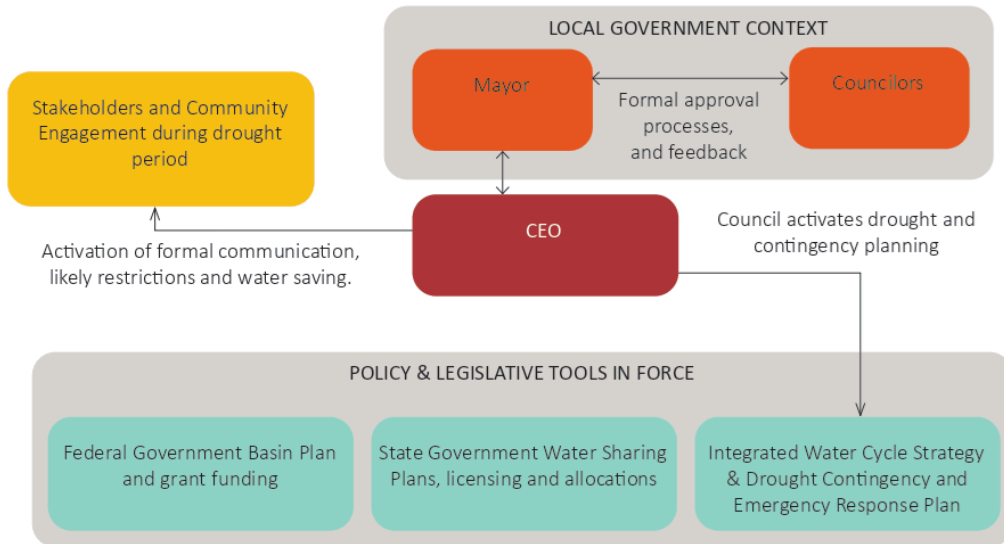 LOCAL GOVERNMENT CONTEXT
Mayor
Councilors
Formal approval
processes,
and feedback
Stakeholders and Community
Engagement during drought
period
CEO
Activation of formal communication,
likely restrictions and water saving.
Council activates drought and
contingency planning
POLICY & LEGISLATIVE TOOLS IN FORCE
Federal Government Basin Plan
and grant funding
State Government Water Sharing
Plans, licensing and allocations
Integrated Water Cycle Strategy
& Drought Contingency and
Emergency Response Plan